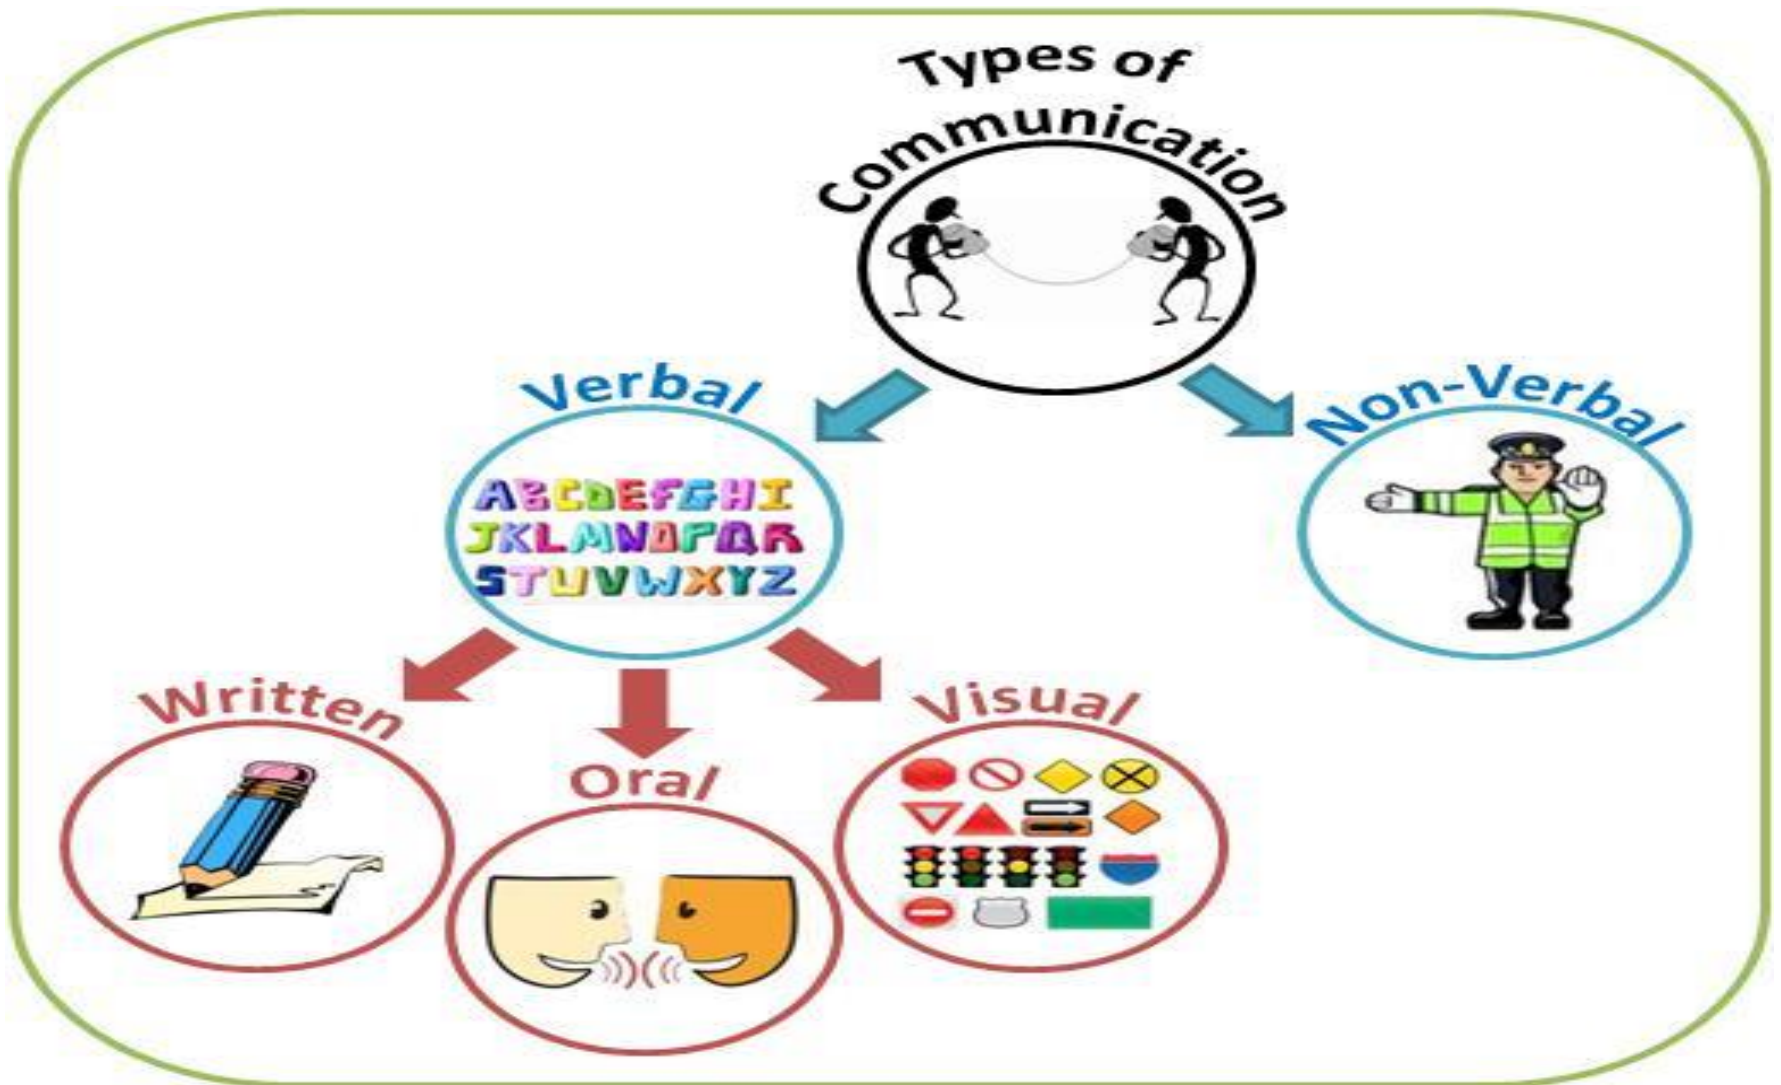 Types of
Communication
Verbal
Non-Verbal
ABCDEFGHI
JKLMNOPQR
STUVWXYZ
Written
Oral
Visual